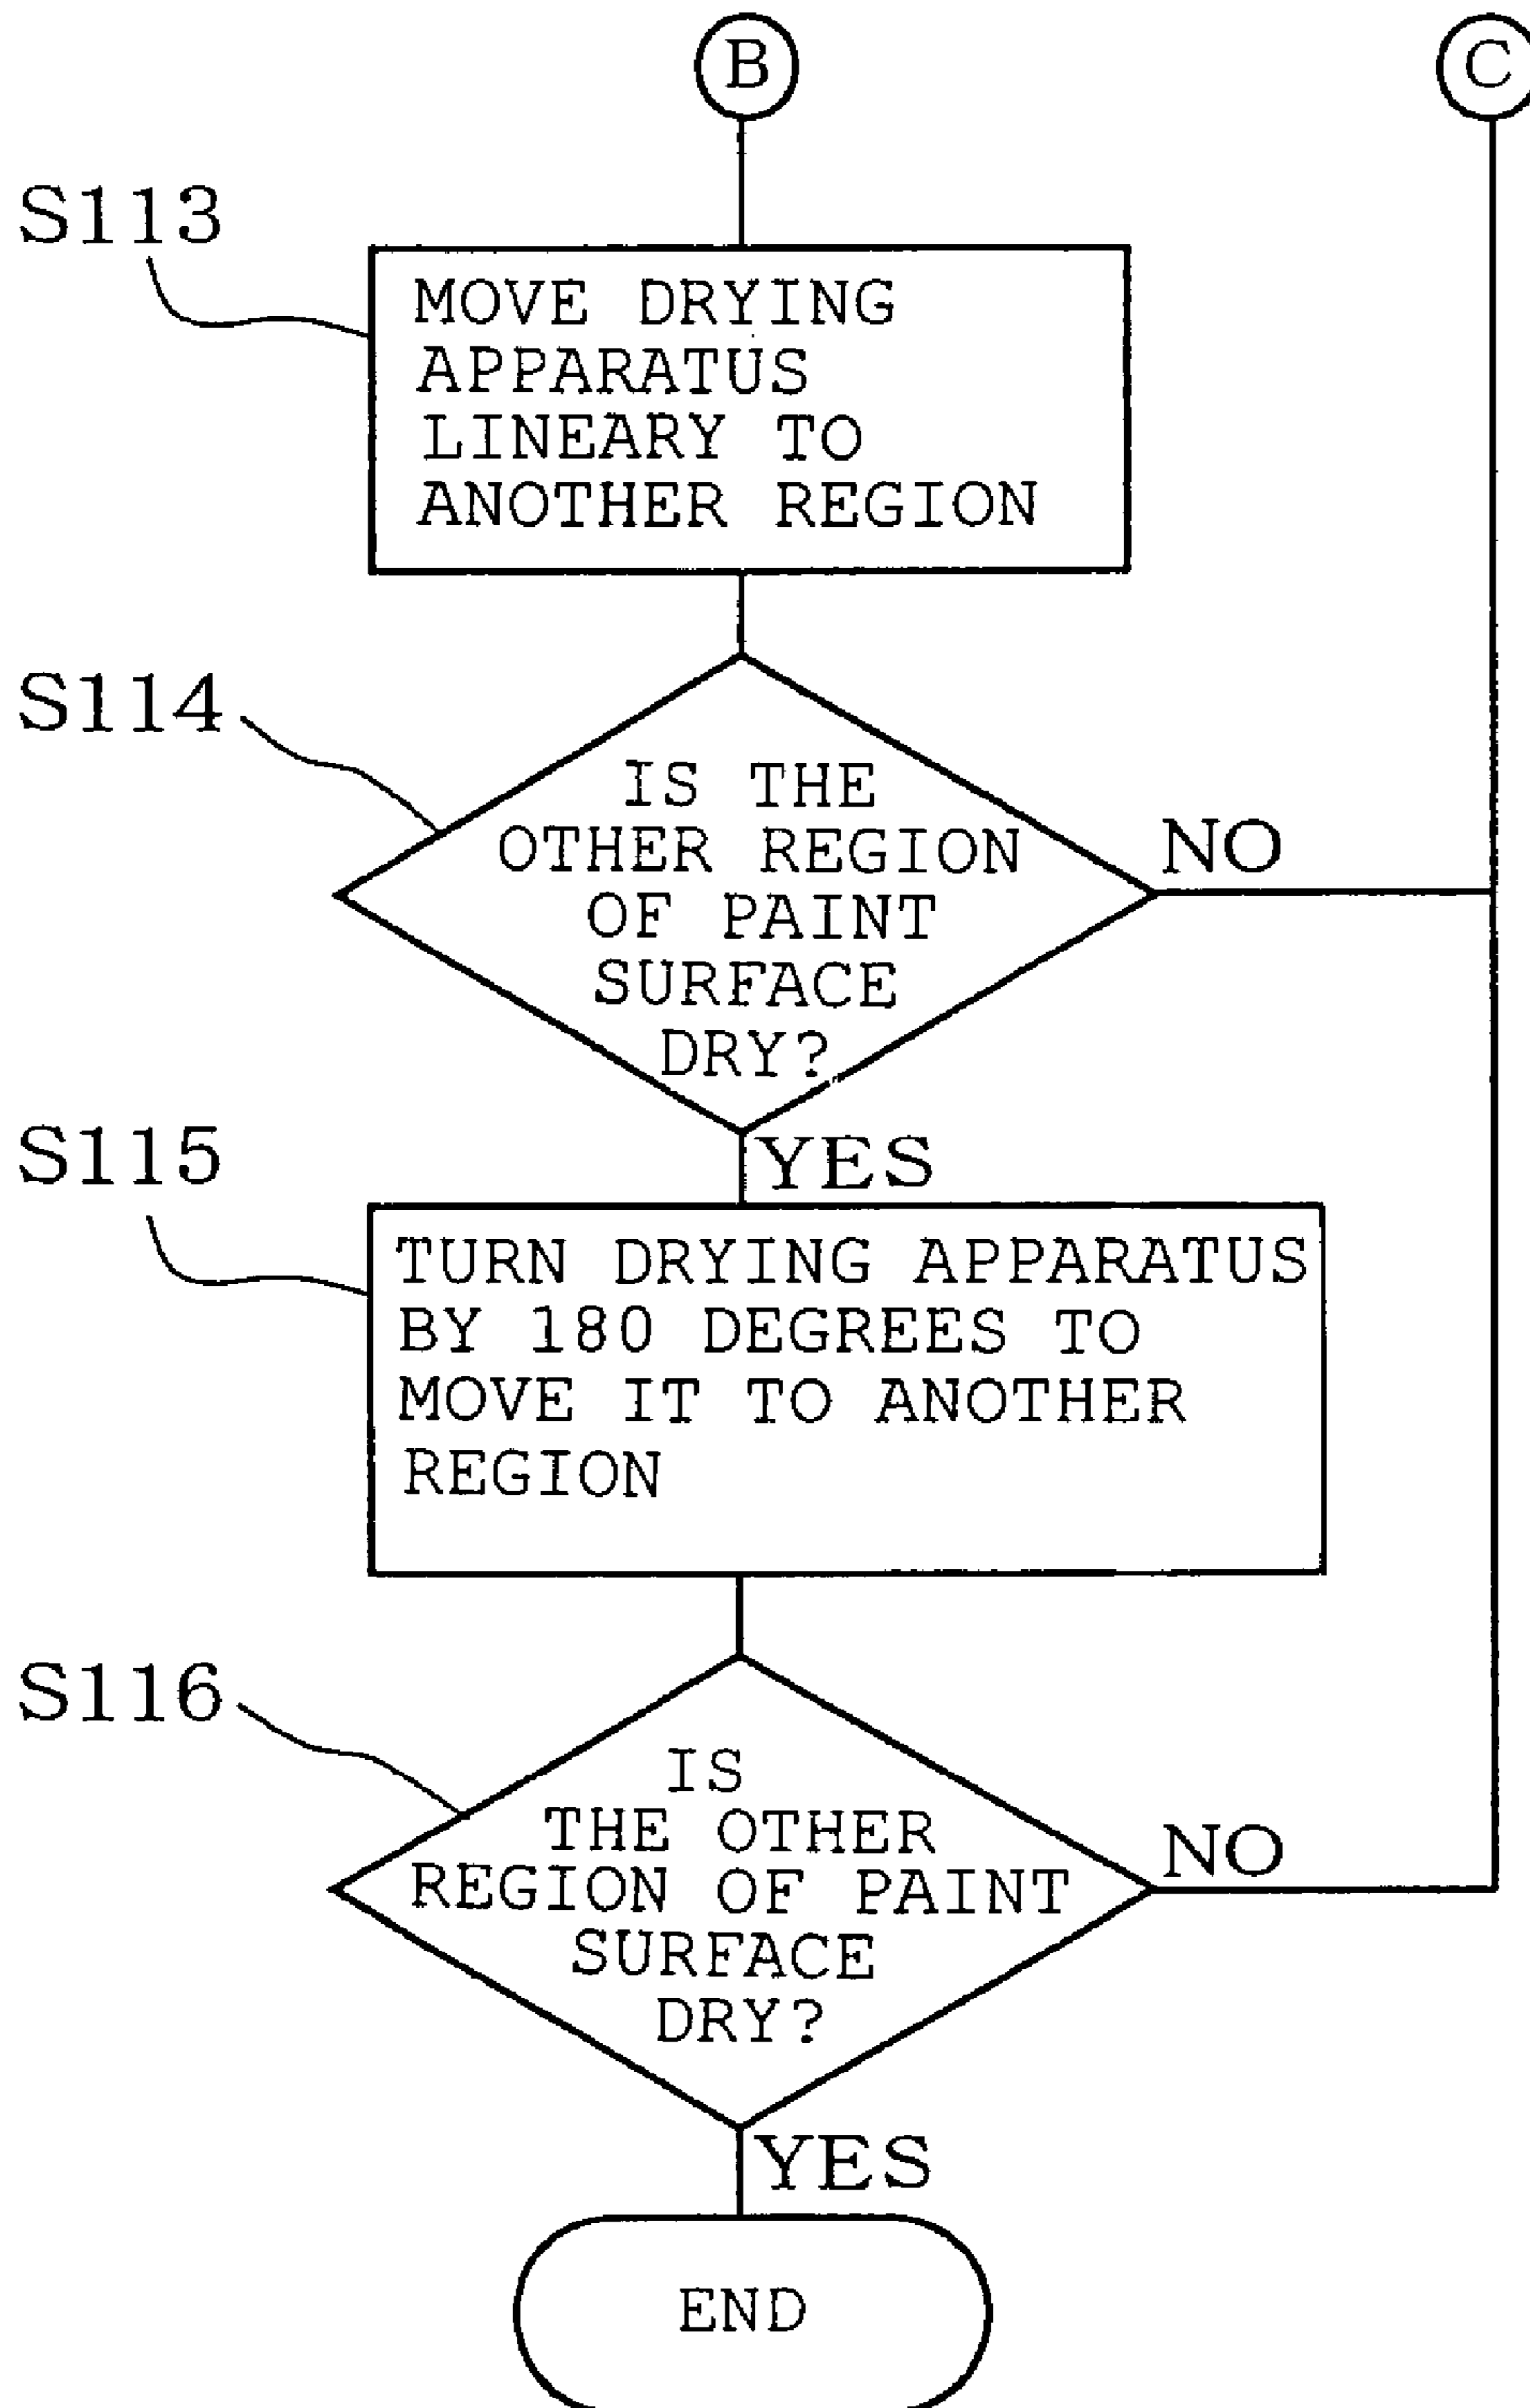 B
C
S113
MOVE DRYING
APPARATUS
LINEARY TO
ANOTHER REGION
S114
IS THE
OTHER REGION
OF PAINT
SURFACE
DRY?
NO
YES
S115
TURN DRYING APPARATUS
BY 180 DEGREES TO
MOVE IT TO ANOTHER
REGION
S116
IS
THE OTHER
REGION OF PAINT
SURFACE
DRY?
NO
YES
END